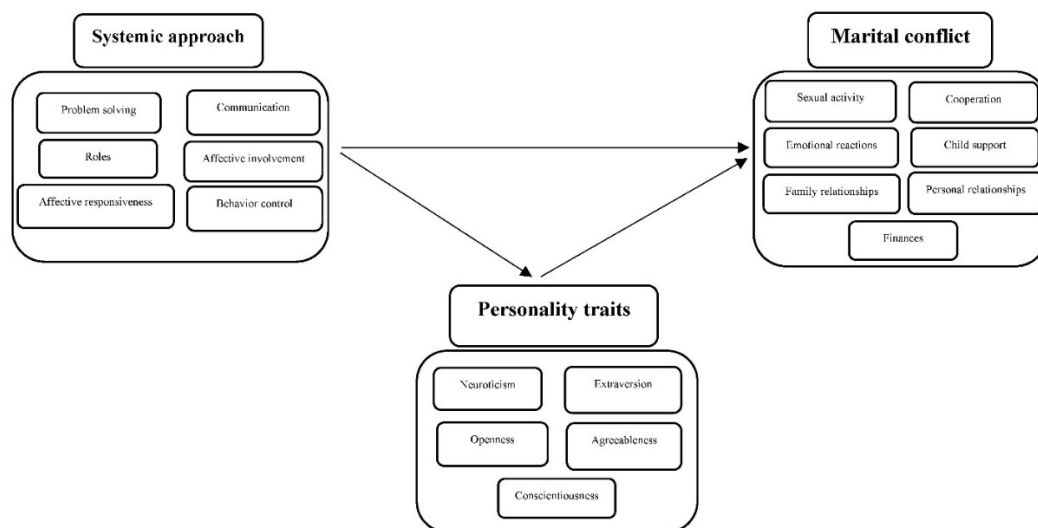 Systemic approach
Problem solving
Communication
Roles
Affective involvement
Affective responsiveness
Behavior control
Marital conflict
Sexual activity
Cooperation
Emotional reactions
Child support
Family relationships
Personal relationships
Finances
Personality traits
Neuroticism
Extraversion
Openness
Agreeableness
Conscientiousness